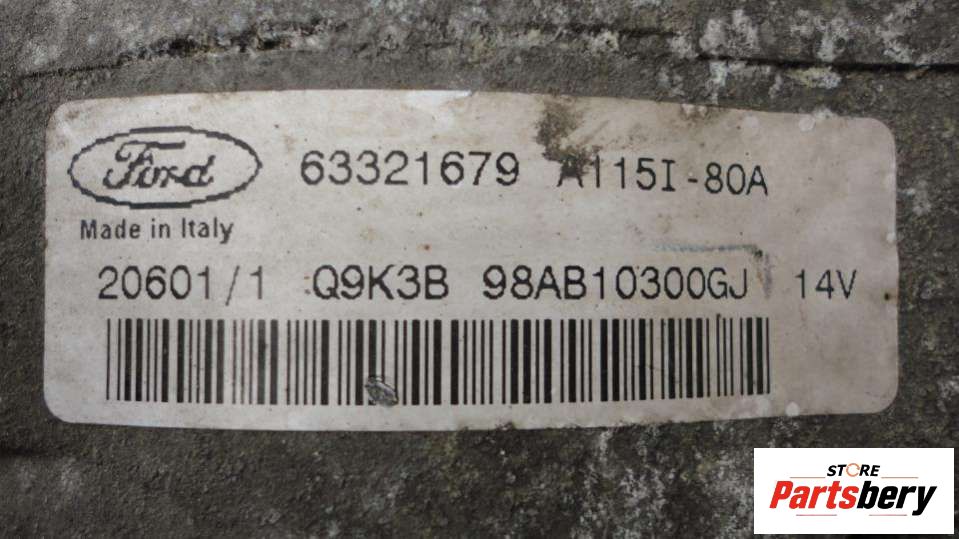 Ford 63321679 A115I-80A
Made in Italy
20601/1 Q9K3B 98AB10300GJ 14V
STORE
Partsbery